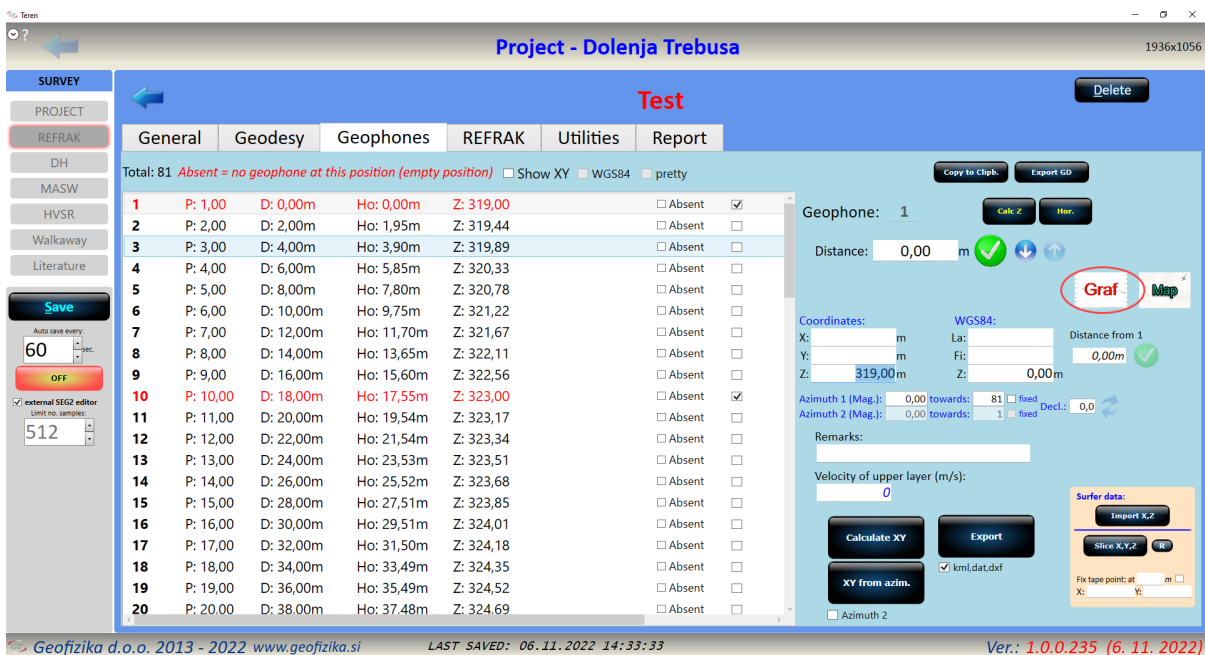 Teren
?
Project - Dolenja Trebusa
1936x1056
SURVEY
PROJECT
REFRAK
DH
MASW
HVSR
Walkaway
Literature
Save
Auto save every:
60 sec.
OFF
external SEG2 editor
Limit no. samples:
512
Test
Delete
General Geodesy Geophones REFRAK Utilities Report
Total: 81 Absent = no geophone at this position (empty position) Show XY WGS84 pretty
1 P: 1,00 D: 0,00m Ho: 0,00m Z: 319,00 Absent
2 P: 2,00 D: 2,00m Ho: 1,95m Z: 319,44 Absent
3 P: 3,00 D: 4,00m Ho: 3,90m Z: 319,89 Absent
4 P: 4,00 D: 6,00m Ho: 5,85m Z: 320,33 Absent
5 P: 5,00 D: 8,00m Ho: 7,80m Z: 320,78 Absent
6 P: 6,00 D: 10,00m Ho: 9,75m Z: 321,22 Absent
7 P: 7,00 D: 12,00m Ho: 11,70m Z: 321,67 Absent
8 P: 8,00 D: 14,00m Ho: 13,65m Z: 322,11 Absent
9 P: 9,00 D: 16,00m Ho: 15,60m Z: 322,56 Absent
10 P: 10,00 D: 18,00m Ho: 17,55m Z: 323,00 Absent
11 P: 11,00 D: 20,00m Ho: 19,54m Z: 323,17 Absent
12 P: 12,00 D: 22,00m Ho: 21,54m Z: 323,34 Absent
13 P: 13,00 D: 24,00m Ho: 23,53m Z: 323,51 Absent
14 P: 14,00 D: 26,00m Ho: 25,52m Z: 323,68 Absent
15 P: 15,00 D: 28,00m Ho: 27,51m Z: 323,85 Absent
16 P: 16,00 D: 30,00m Ho: 29,51m Z: 324,01 Absent
17 P: 17,00 D: 32,00m Ho: 31,50m Z: 324,18 Absent
18 P: 18,00 D: 34,00m Ho: 33,49m Z: 324,35 Absent
19 P: 19,00 D: 36,00m Ho: 35,49m Z: 324,52 Absent
20 P: 20,00 D: 38,00m Ho: 37,48m Z: 324,69 Absent
Copy to Clipb. Export GD
Geophone: 1 Calc Z Hor.
Distance: 0,00 m
Graf Map
Coordinates: WGS84:
X: m La: Distance from 1
Y: m Fi: 0,00m
Z: 319,00 m Z: 0,00 m
Azimuth 1 (Mag.): 0,00 towards: 81 fixed Decl.: 0,0
Azimuth 2 (Mag.): 0,00 towards: 1 fixed
Remarks:
Velocity of upper layer (m/s):
0
Calculate XY Export
kml,dat,dxf
XY from azim.
Azimuth 2
Surfer data:
Import X,Z
Slice X,Y,Z R
Fix tape point: at m
X: Y:
Geofizika d.o.o. 2013 - 2022 www.geofizika.si LAST SAVED: 06.11.2022 14:33:33 Ver.: 1.0.0.235 (6. 11. 2022)